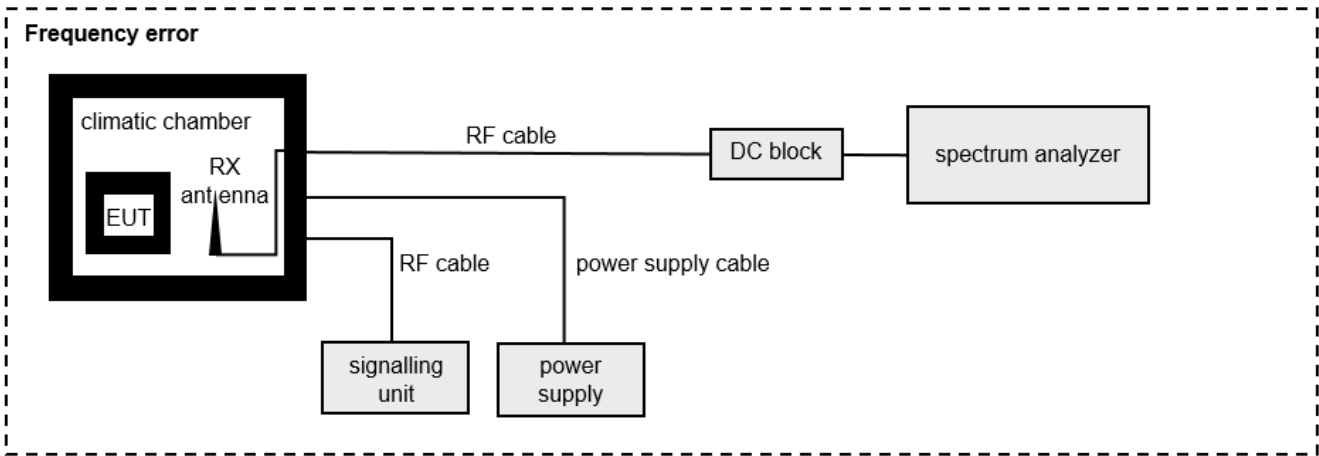 Frequency error
climatic chamber
RX
antenna
EUT
RF cable
DC block
spectrum analyzer
RF cable
power supply cable
signalling
unit
power
supply